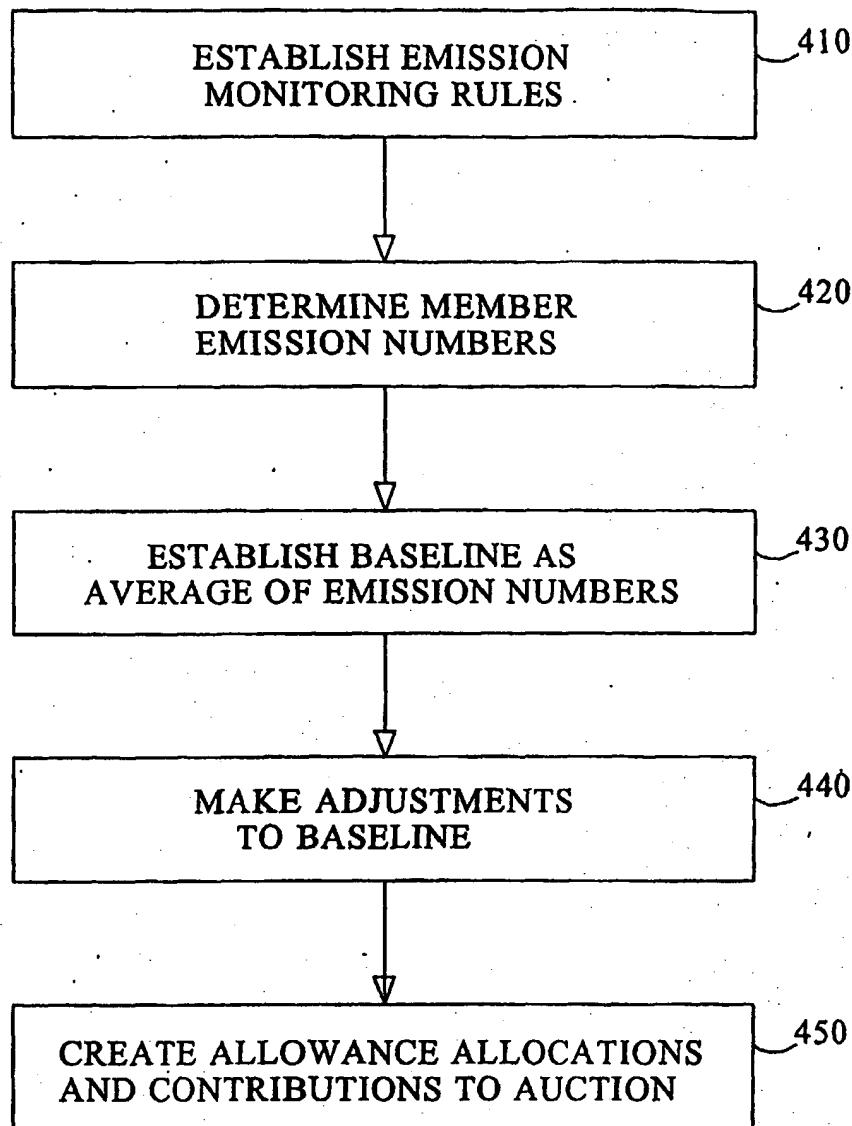 ESTABLISH EMISSION
MONITORING RULES
410
DETERMINE MEMBER
EMISSION NUMBERS
420
ESTABLISH BASELINE AS
AVERAGE OF EMISSION NUMBERS
430
MAKE ADJUSTMENTS
TO BASELINE
440
CREATE ALLOWANCE ALLOCATIONS
AND CONTRIBUTIONS TO AUCTION
450